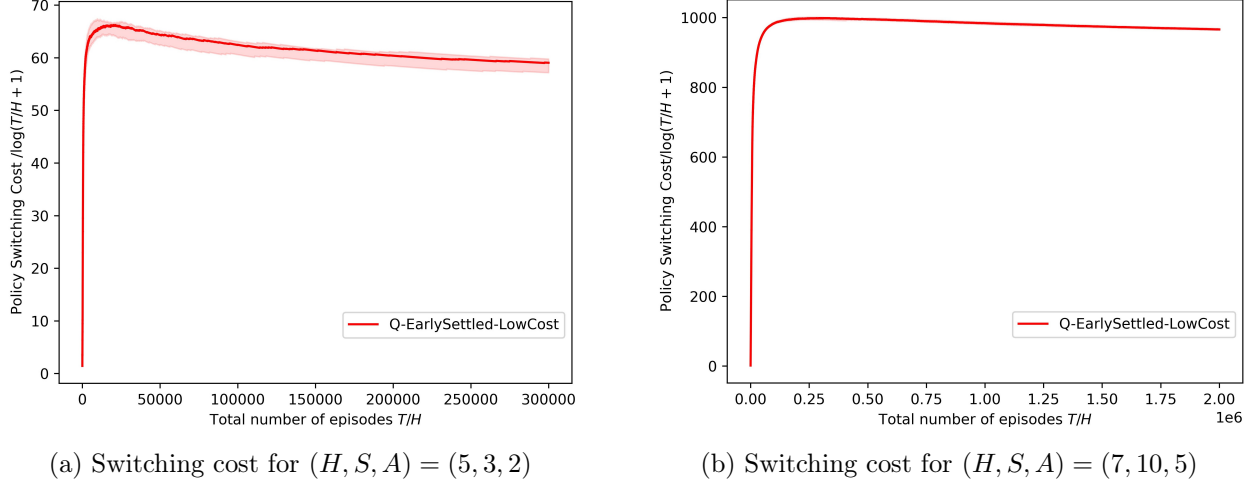 70
60
50
40
30
20
10
0
Policy Switching Cost /log(T/H + 1)
Q-EarlySettled-LowCost
0 50000 100000 150000 200000 250000 300000
Total number of episodes T/H
(a) Switching cost for (H, S, A) = (5, 3, 2)
1000
800
600
400
200
0
Policy Switching Cost/log(T/H + 1)
Q-EarlySettled-LowCost
0.00 0.25 0.50 0.75 1.00 1.25 1.50 1.75 2.00
1e6
Total number of episodes T/H
(b) Switching cost for (H, S, A) = (7, 10, 5)